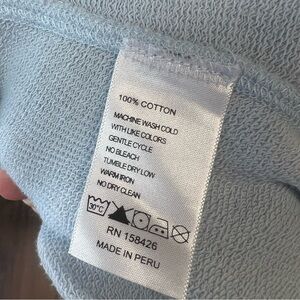 100% COTTON
MACHINE WASH COLD
WITH LIKE COLORS
GENTLE CYCLE
NO BLEACH
TUMBLE DRY LOW
WARM IRON
NO DRY CLEAN
30°C
RN 158426
MADE IN PERU